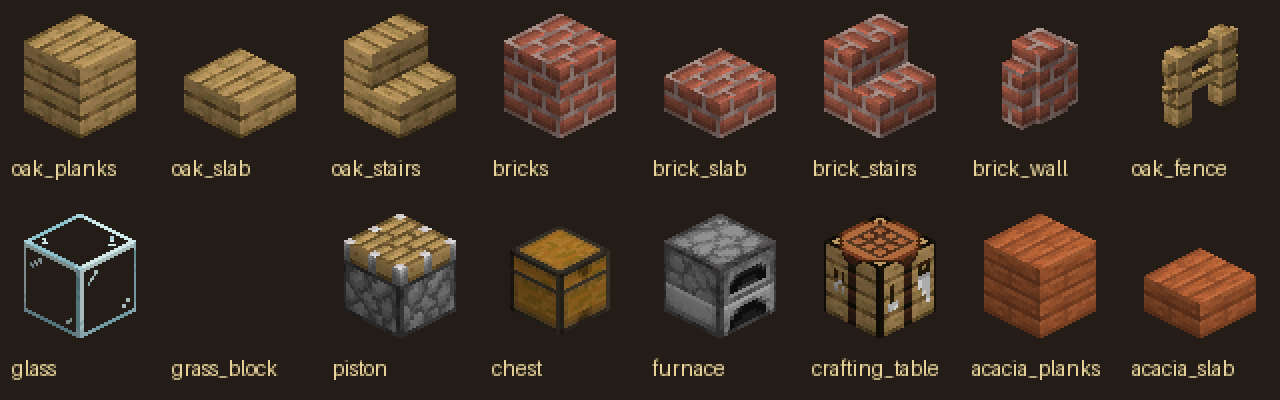 oak_planks oak_slab oak_stairs bricks brick_slab brick_stairs brick_wall oak_fence
glass grass_block piston chest furnace crafting_table acacia_planks acacia_slab